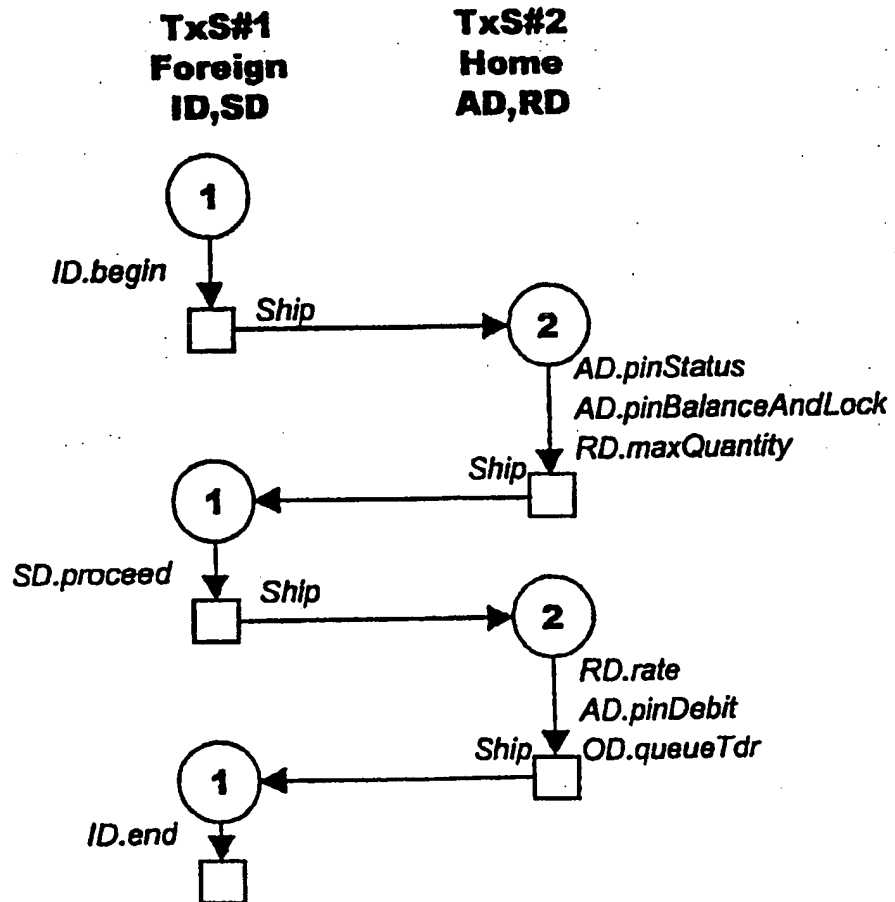 TxS#1
Foreign
ID,SD
TxS#2
Home
AD,RD
1
ID.begin
Ship
2
AD.pinStatus
AD.pinBalanceAndLock
RD.maxQuantity
Ship
1
SD.proceed
Ship
2
RD.rate
AD.pinDebit
OD.queueTdr
Ship
1
ID.end